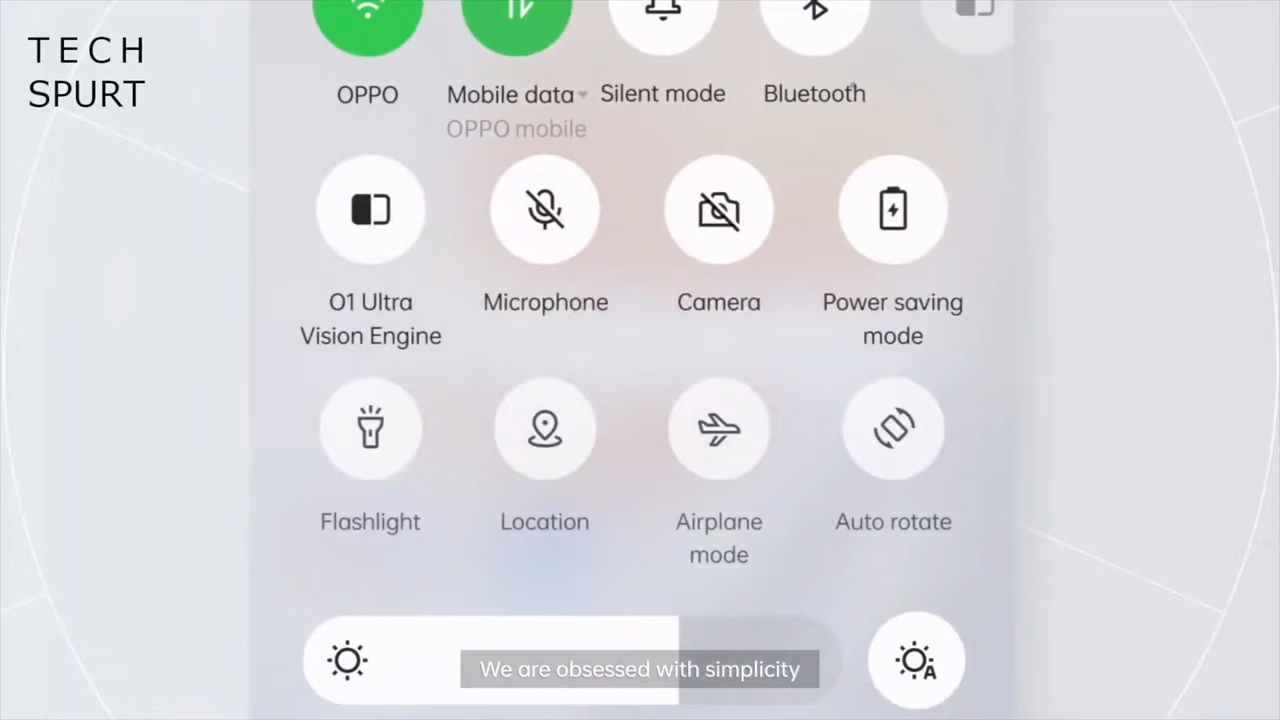 TECH
SPURT
OPPO
Mobile data
Silent mode
Bluetooth
OPPO mobile
O1 Ultra
Vision Engine
Microphone
Camera
Power saving
mode
Flashlight
Location
Airplane
mode
Auto rotate
A
We are obsessed with simplicity